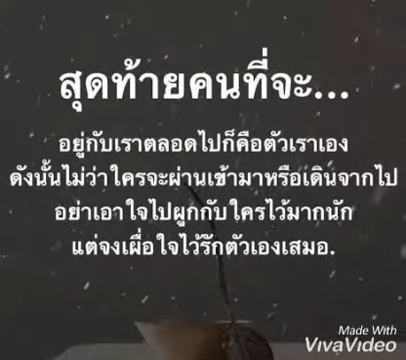 สุดท้ายคนที่จะ...
อยู่กับเราตลอดไปก็คือตัวเราเอง
ดังนั้นไม่ว่าใครจะผ่านเข้ามาหรือเดินจากไป
อย่าเอาใจไปผูกกับใครไว้มากนัก
แต่จงเผื่อใจไว้รักตัวเองเสมอ.
Made With
VivaVideo